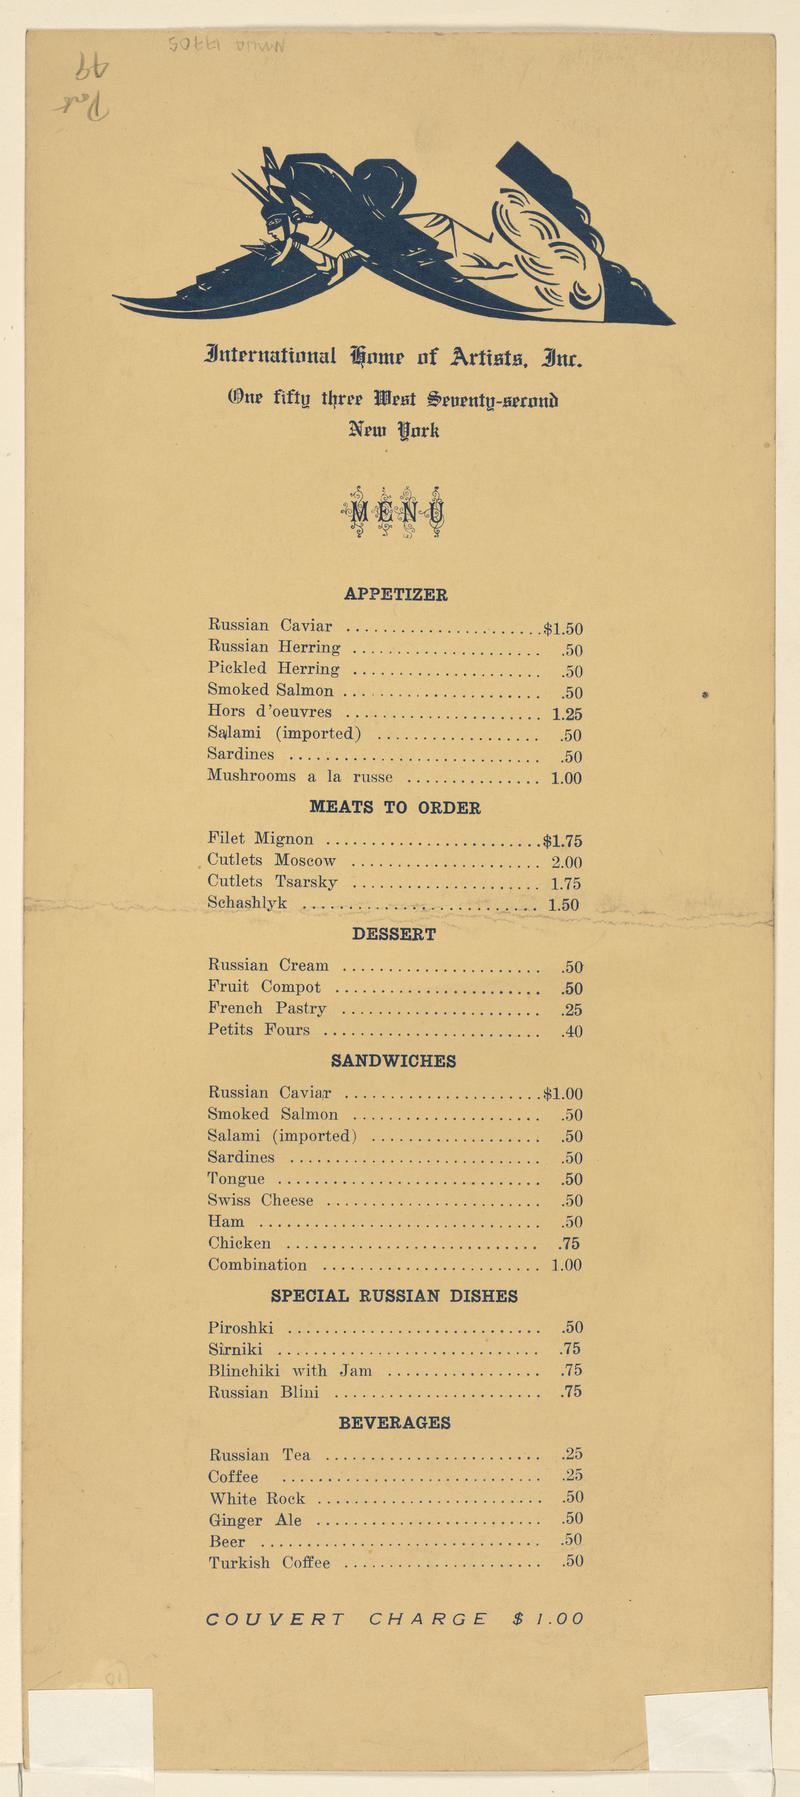 International Home of Artists, Inc.
One fifty three West Seventy-second
New York
MENU
APPETIZER
Russian Caviar ......................$1.50
Russian Herring ..................... .50
Pickled Herring ..................... .50
Smoked Salmon ...................... .50
Hors d'oeuvres ...................... 1.25
Salami (imported) .................. .50
Sardines ............................ .50
Mushrooms a la russe ............... 1.00
MEATS TO ORDER
Filet Mignon ........................$1.75
Cutlets Moscow ..................... 2.00
Cutlets Tsarsky ..................... 1.75
Schashlyk .......................... 1.50
DESSERT
Russian Cream ...................... .50
Fruit Compot ....................... .50
French Pastry ...................... .25
Petits Fours ........................ .40
SANDWICHES
Russian Caviar ......................$1.00
Smoked Salmon ..................... .50
Salami (imported) ................... .50
Sardines ............................ .50
Tongue ............................. .50
Swiss Cheese ........................ .50
Ham ............................... .50
Chicken ............................ .75
Combination ........................ 1.00
SPECIAL RUSSIAN DISHES
Piroshki ............................ .50
Sirniki ............................. .75
Blinchiki with Jam ................. .75
Russian Blini ....................... .75
BEVERAGES
Russian Tea ........................ .25
Coffee ............................. .25
White Rock ......................... .50
Ginger Ale ......................... .50
Beer ............................... .50
Turkish Coffee ...................... .50
COUVERT CHARGE $1.00